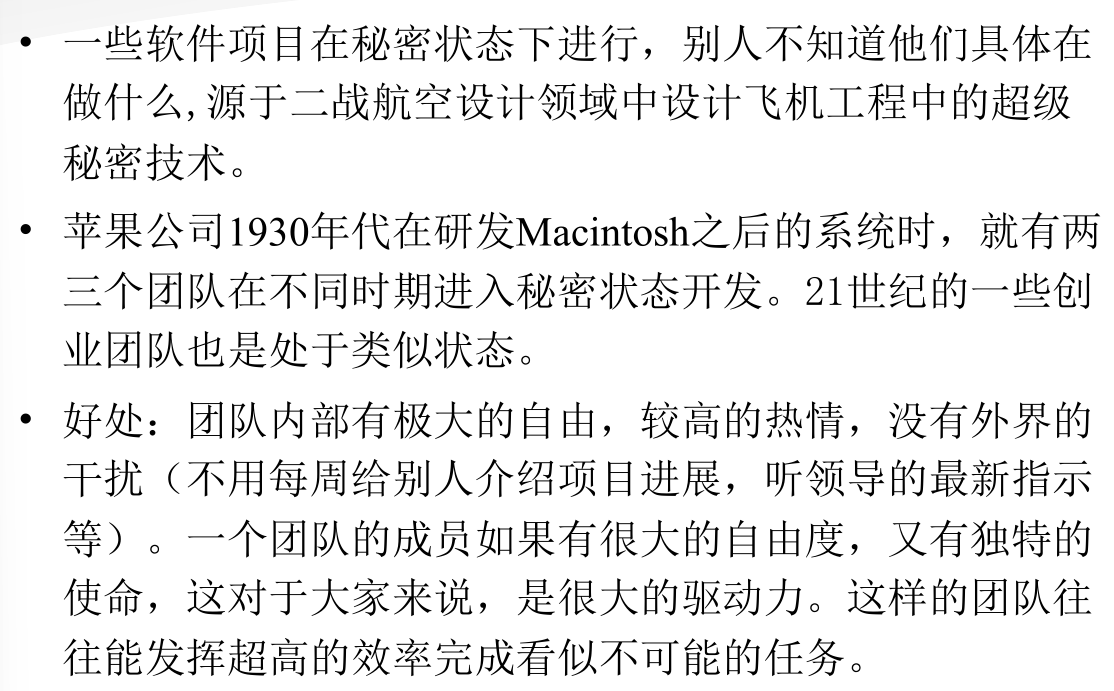 • 一些软件项目在秘密状态下进行，别人不知道他们具体在
做什么,源于二战航空设计领域中设计飞机工程中的超级
秘密技术。
• 苹果公司1930年代在研发Macintosh之后的系统时，就有两
三个团队在不同时期进入秘密状态开发。21世纪的一些创
业团队也是处于类似状态。
• 好处：团队内部有极大的自由，较高的热情，没有外界的
干扰（不用每周给别人介绍项目进展，听领导的最新指示
等）。一个团队的成员如果有很大的自由度，又有独特的
使命，这对于大家来说，是很大的驱动力。这样的团队往
往能发挥超高的效率完成看似不可能的任务。